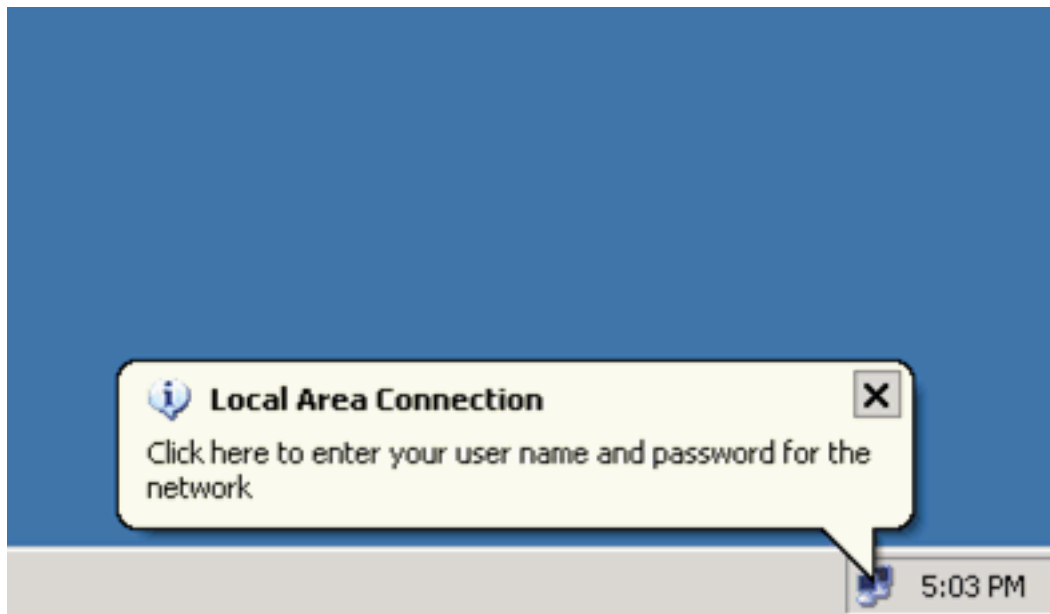 Local Area Connection
Click here to enter your user name and password for the
network
5:03 PM